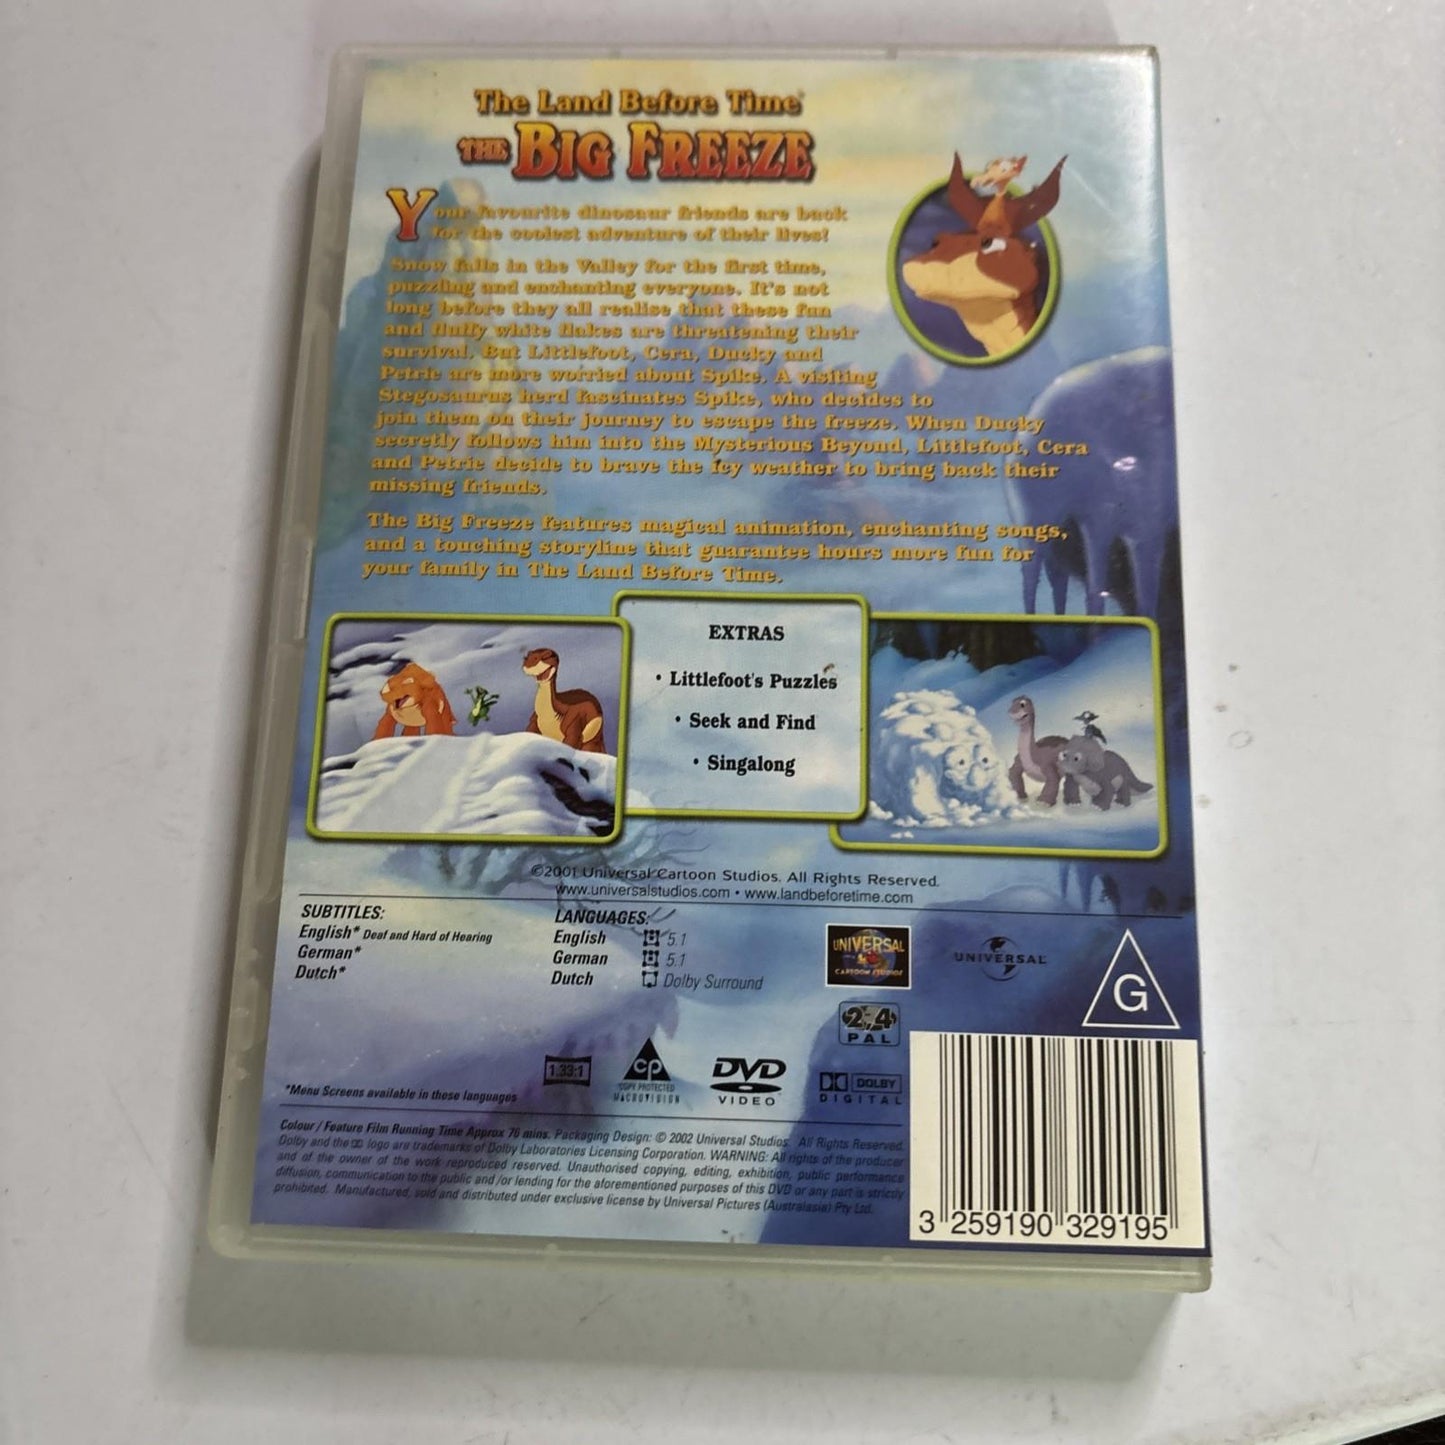 The Land Before Time
THE BIG FREEZE
Your favourite dinosaur friends are back
for the coolest adventure of their lives!
Snow falls in the Valley for the first time,
puzzling and enchanting everyone. It's not
long before they all realise that these fun
and fluffy white flakes are threatening their
survival. But Littlefoot, Cera, Ducky and
Petrie are more worried about Spike. A visiting
Stegosaurus herd fascinates Spike, who decides to
join them on their journey to escape the freeze. When Ducky
secretly follows him into the Mysterious Beyond, Littlefoot, Cera
and Petrie decide to brave the icy weather to bring back their
missing friends.
The Big Freeze features magical animation, enchanting songs,
and a touching storyline that guarantee hours more fun for
your family in The Land Before Time.
EXTRAS
• Littlefoot's Puzzles
• Seek and Find
• Singalong
©2001 Universal Cartoon Studios. All Rights Reserved.
www.universalstudios.com • www.landbeforetime.com
SUBTITLES:
English* Deaf and Hard of Hearing
German*
Dutch*
LANGUAGES:
English 5.1
German 5.1
Dutch Dolby Surround
UNIVERSAL
CARTOON STUDIOS
UNIVERSAL
G
2 4
PAL
1.33:1
CP
COPY PROTECTED
MACROVISION
DVD
VIDEO
DOLBY
DIGITAL
*Menu Screens available in these languages
Colour / Feature Film Running Time Approx 76 mins. Packaging Design: © 2002 Universal Studios. All Rights Reserved.
Dolby and the logo are trademarks of Dolby Laboratories Licensing Corporation. WARNING: All rights of the producer
and of the owner of the work reproduced reserved. Unauthorised copying, editing, exhibition, public performance
diffusion, communication to the public and /or lending for the aforementioned purposes of this DVD or any part is strictly
prohibited. Manufactured, sold and distributed under exclusive license by Universal Pictures (Australasia) Pty Ltd.
3 259190 329195